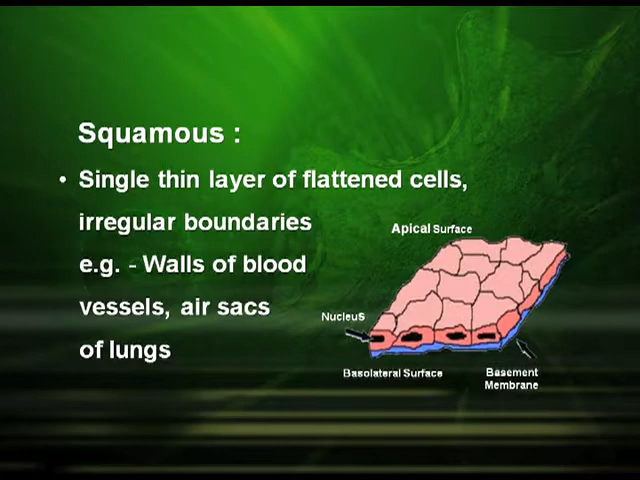 Squamous :
• Single thin layer of flattened cells,
irregular boundaries
e.g. - Walls of blood
vessels, air sacs
of lungs
Apical Surface
Nucleus
Basolateral Surface
Basement
Membrane